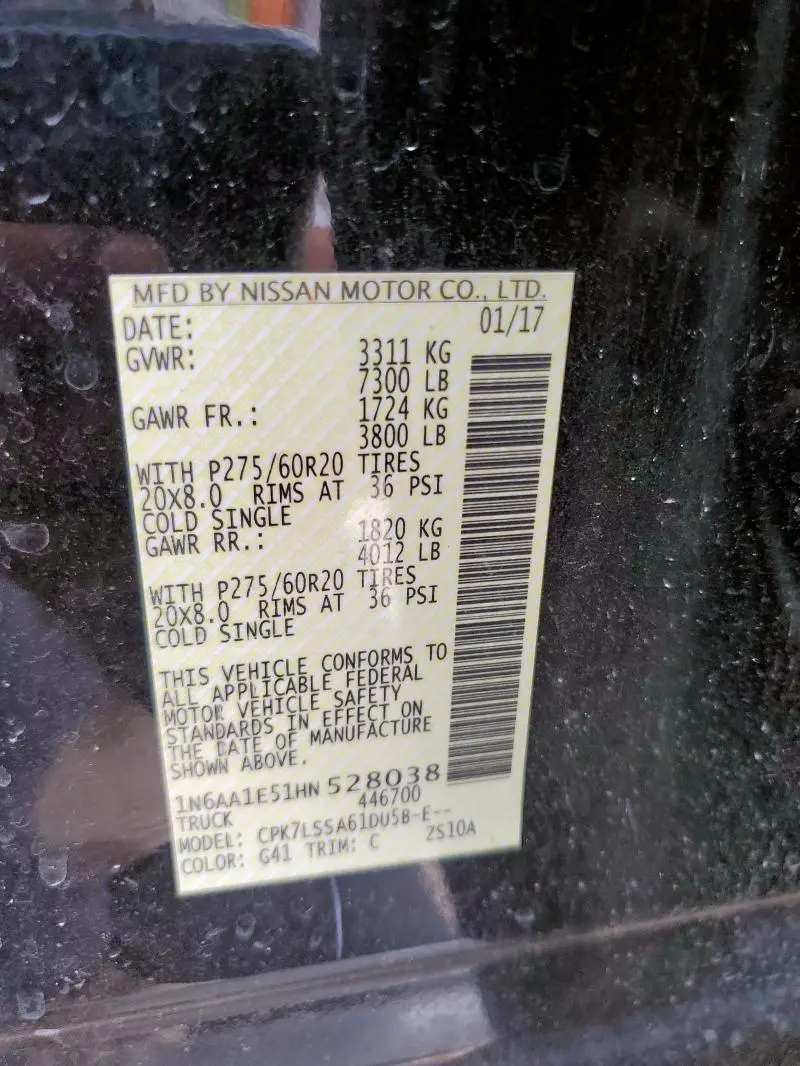 MFD BY NISSAN MOTOR CO., LTD.
DATE: 01/17
GVWR: 3311 KG
7300 LB
GAWR FR.: 1724 KG
3800 LB
WITH P275/60R20 TIRES
20X8.0 RIMS AT 36 PSI
COLD SINGLE
GAWR RR.: 1820 KG
4012 LB
WITH P275/60R20 TIRES
20X8.0 RIMS AT 36 PSI
COLD SINGLE
THIS VEHICLE CONFORMS TO
ALL APPLICABLE FEDERAL
MOTOR VEHICLE SAFETY
STANDARDS IN EFFECT ON
THE DATE OF MANUFACTURE
SHOWN ABOVE.
1N6AA1E51HN528038
TRUCK 446700
MODEL: CPK7LSSA61DU5B-E--
COLOR: G41 TRIM: C ZS10A